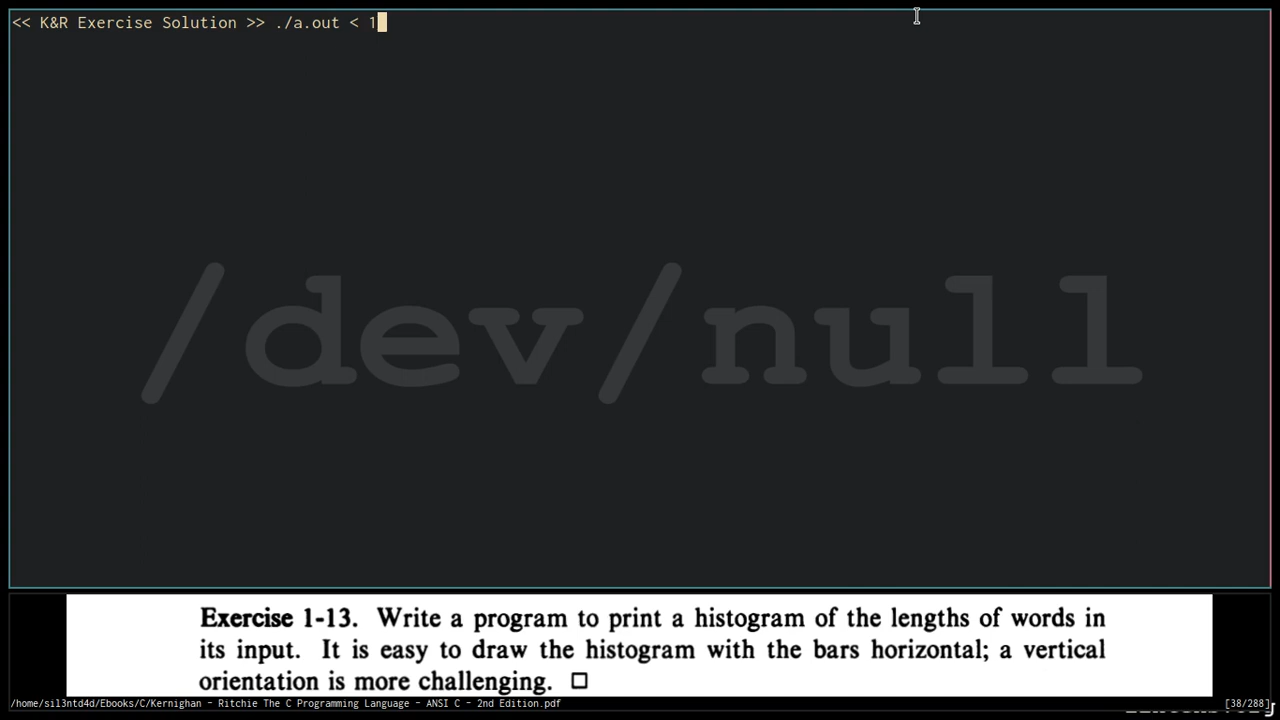 << K&R Exercise Solution >> ./a.out < 1
/dev/null
Exercise 1-13. Write a program to print a histogram of the lengths of words in
its input. It is easy to draw the histogram with the bars horizontal; a vertical
orientation is more challenging. □
/home/sil3ntd4d/Ebooks/C/Kernighan - Ritchie The C Programming Language - ANSI C - 2nd Edition.pdf [38/288]